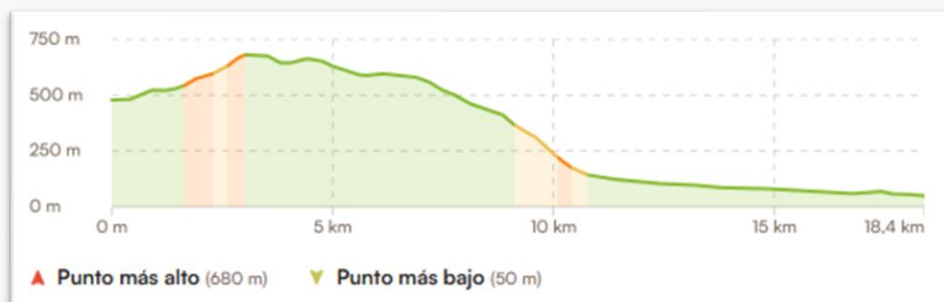 750 m
500 m
250 m
0 m
0 m 5 km 10 km 15 km 18,4 km
Punto más alto (680 m) Punto más bajo (50 m)